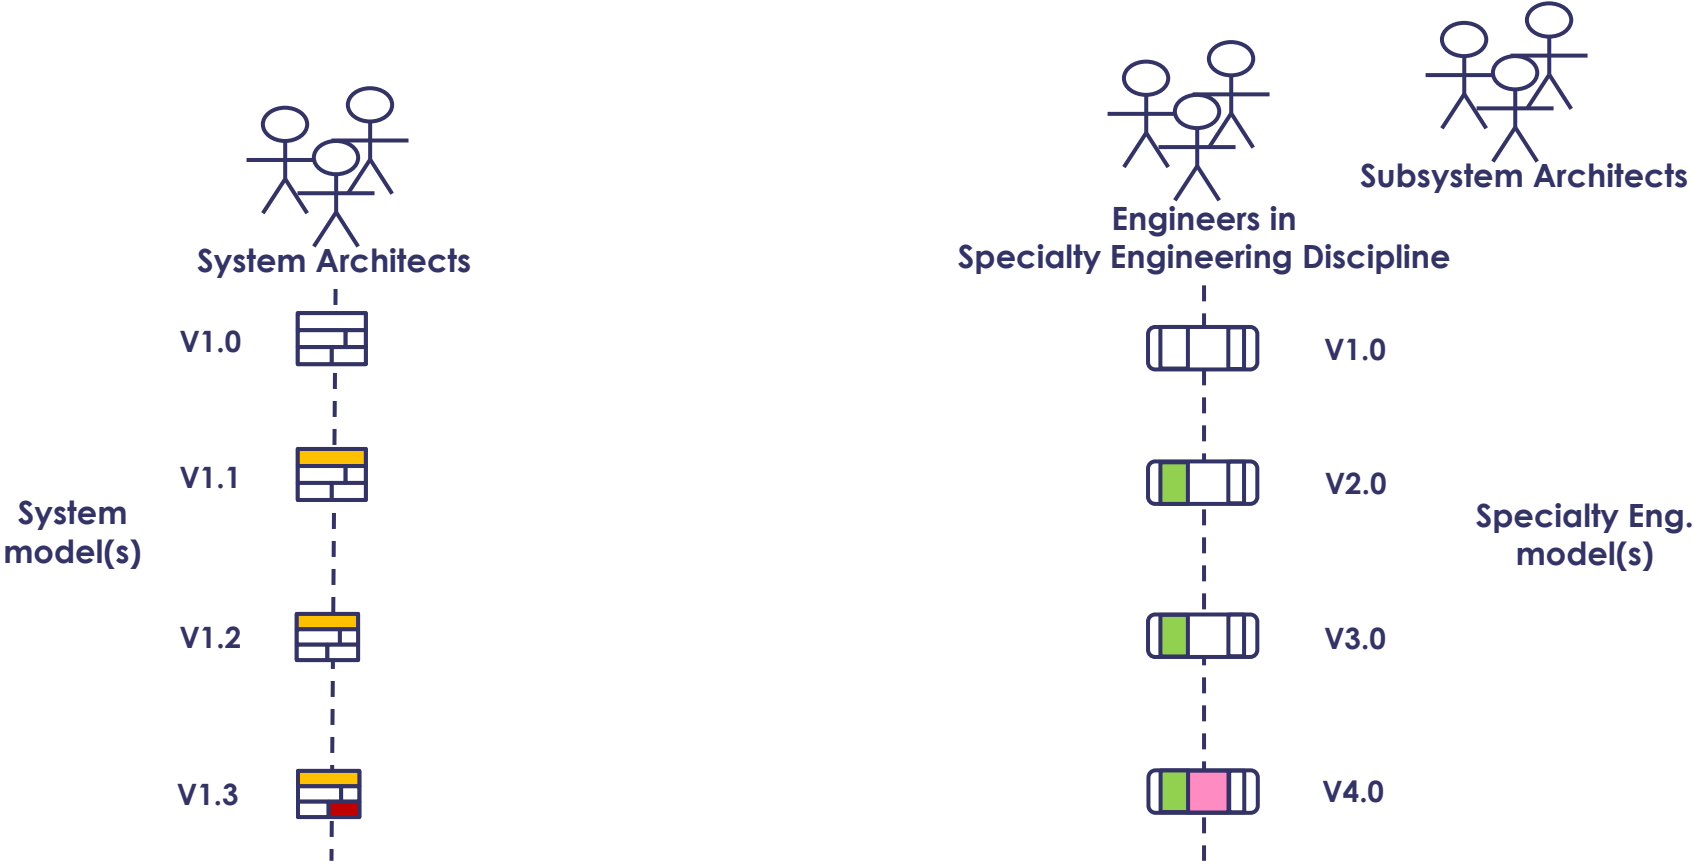 Subsystem Architects
Engineers in
Specialty Engineering Discipline
System Architects
V1.0
V1.0
V1.1
V2.0
System
model(s)
Specialty Eng.
model(s)
V1.2
V3.0
V1.3
V4.0